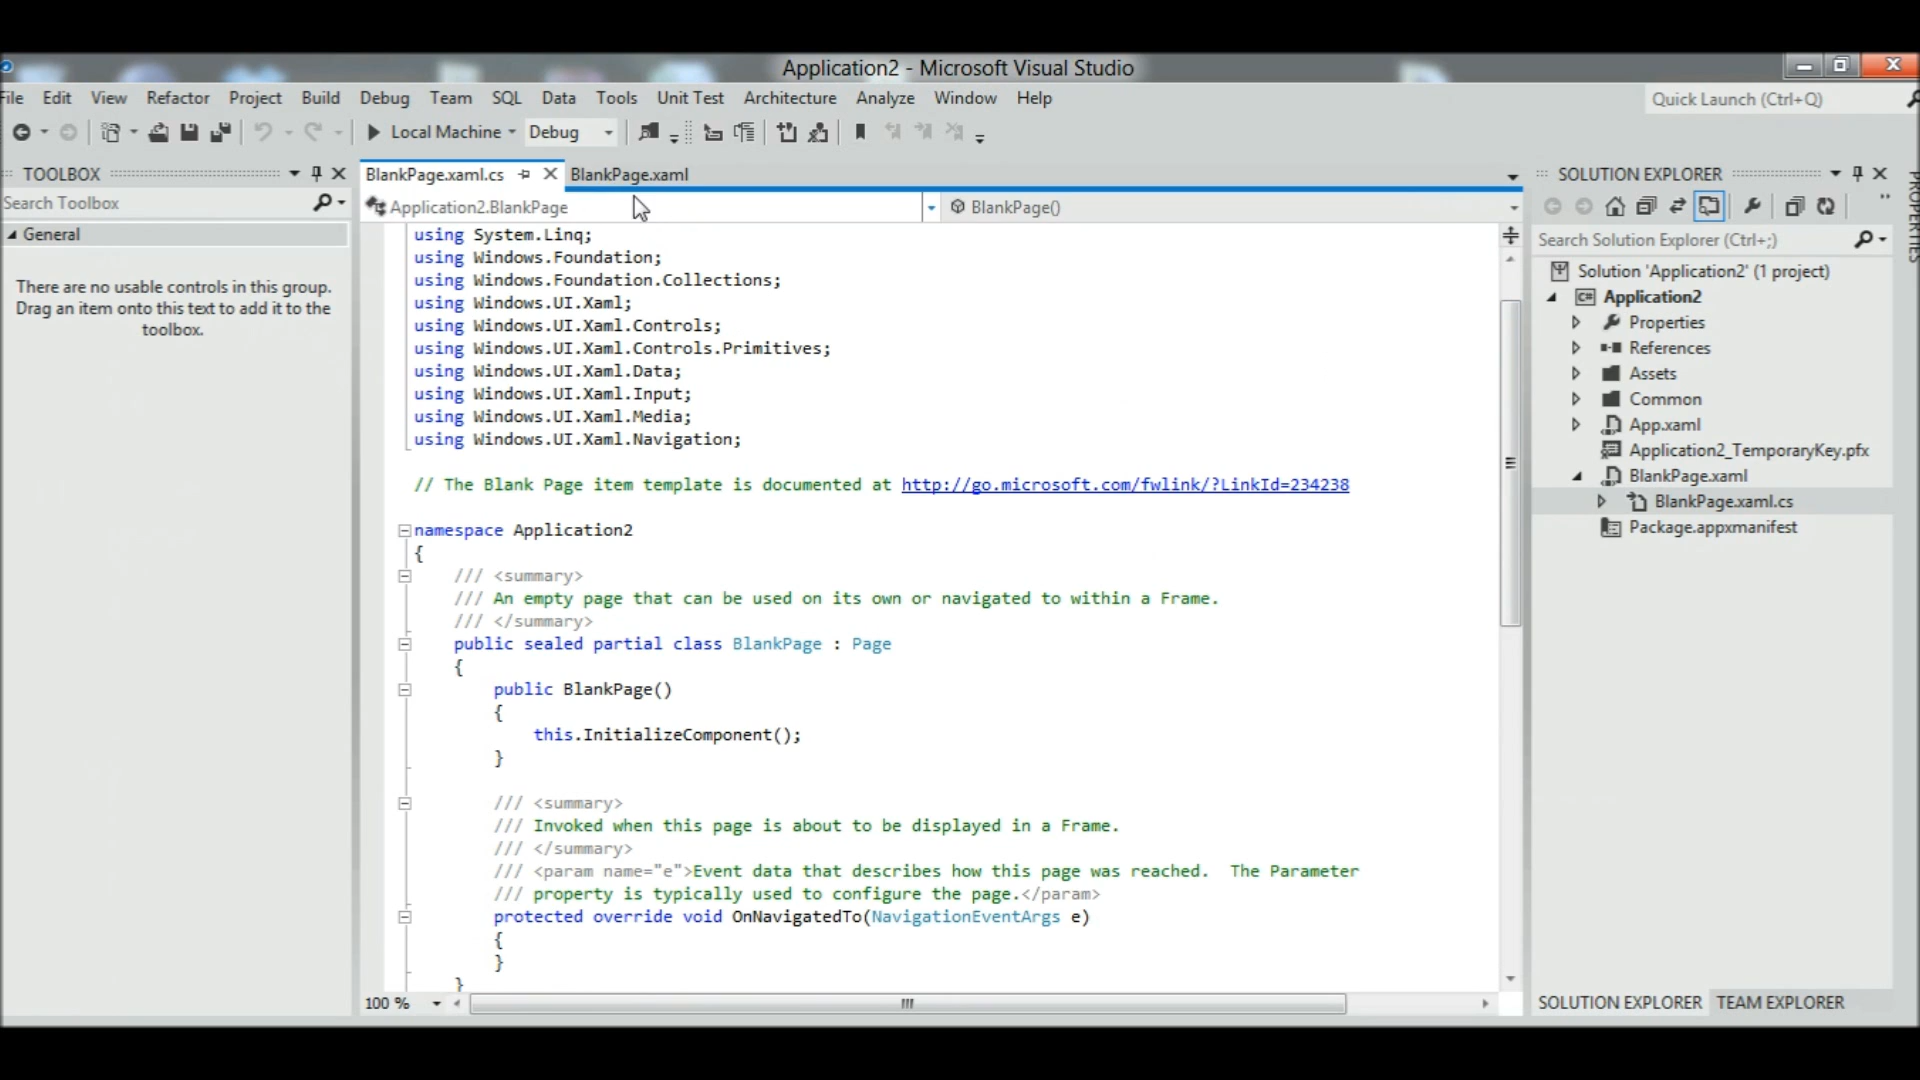 Application2 - Microsoft Visual Studio
File Edit View Refactor Project Build Debug Team SQL Data Tools Unit Test Architecture Analyze Window Help
Quick Launch (Ctrl+Q)
Local Machine Debug
TOOLBOX
Search Toolbox
General
There are no usable controls in this group.
Drag an item onto this text to add it to the
toolbox.
BlankPage.xaml.cs BlankPage.xaml
Application2.BlankPage BlankPage()
using System.Linq;
using Windows.Foundation;
using Windows.Foundation.Collections;
using Windows.UI.Xaml;
using Windows.UI.Xaml.Controls;
using Windows.UI.Xaml.Controls.Primitives;
using Windows.UI.Xaml.Data;
using Windows.UI.Xaml.Input;
using Windows.UI.Xaml.Media;
using Windows.UI.Xaml.Navigation;
// The Blank Page item template is documented at http://go.microsoft.com/fwlink/?LinkId=234238
namespace Application2
{
/// <summary>
/// An empty page that can be used on its own or navigated to within a Frame.
/// </summary>
public sealed partial class BlankPage : Page
{
public BlankPage()
{
this.InitializeComponent();
}
/// <summary>
/// Invoked when this page is about to be displayed in a Frame.
/// </summary>
/// <param name="e">Event data that describes how this page was reached.  The Parameter
/// property is typically used to configure the page.</param>
protected override void OnNavigatedTo(NavigationEventArgs e)
{
}
}
100 %
SOLUTION EXPLORER
Search Solution Explorer (Ctrl+;)
Solution 'Application2' (1 project)
Application2
Properties
References
Assets
Common
App.xaml
Application2_TemporaryKey.pfx
BlankPage.xaml
BlankPage.xaml.cs
Package.appxmanifest
SOLUTION EXPLORER TEAM EXPLORER
PROPERTIES